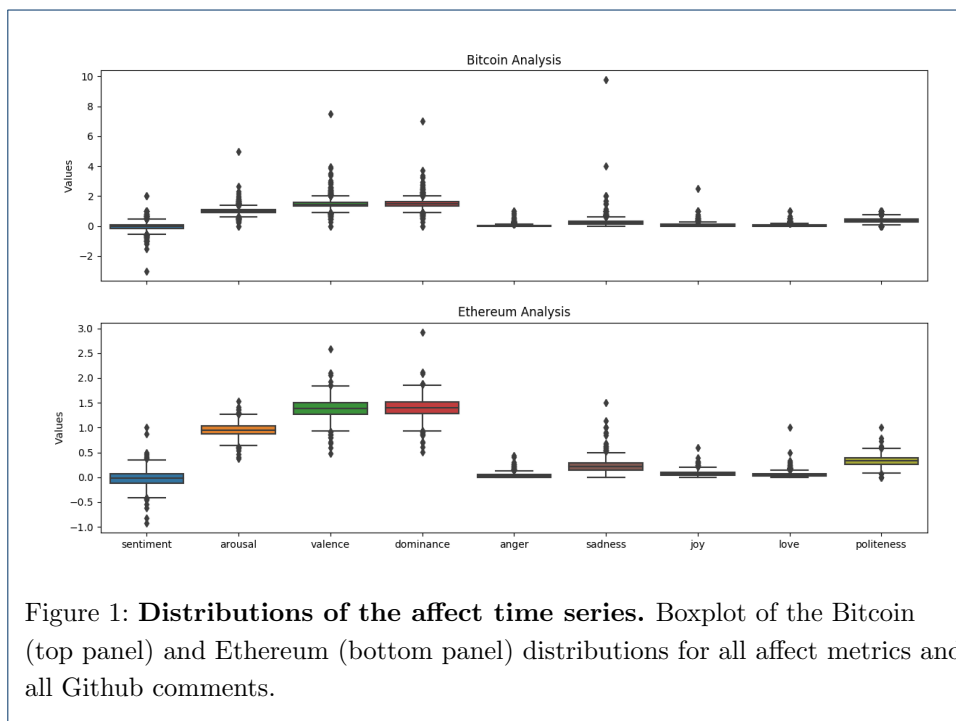 Bitcoin Analysis
10
8
6
4
2
0
−2
Values
Ethereum Analysis
3.0
2.5
2.0
1.5
1.0
0.5
0.0
−0.5
−1.0
Values
sentiment arousal valence dominance anger sadness joy love politeness
Figure 1: Distributions of the affect time series. Boxplot of the Bitcoin
(top panel) and Ethereum (bottom panel) distributions for all affect metrics and
all Github comments.